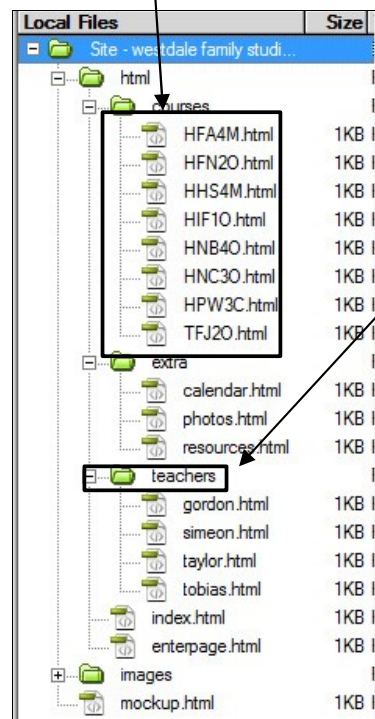 Local Files Size
Site - westdale family studi...
html
courses
HFA4M.html 1KB
HFN2O.html 1KB
HHS4M.html 1KB
HIF1O.html 1KB
HNB4O.html 1KB
HNC3O.html 1KB
HPW3C.html 1KB
TFJ2O.html 1KB
extra
calendar.html 1KB
photos.html 1KB
resources.html 1KB
teachers
gordon.html 1KB
simeon.html 1KB
taylor.html 1KB
tobias.html 1KB
index.html 1KB
enterpage.html 1KB
images
mockup.html 1KB